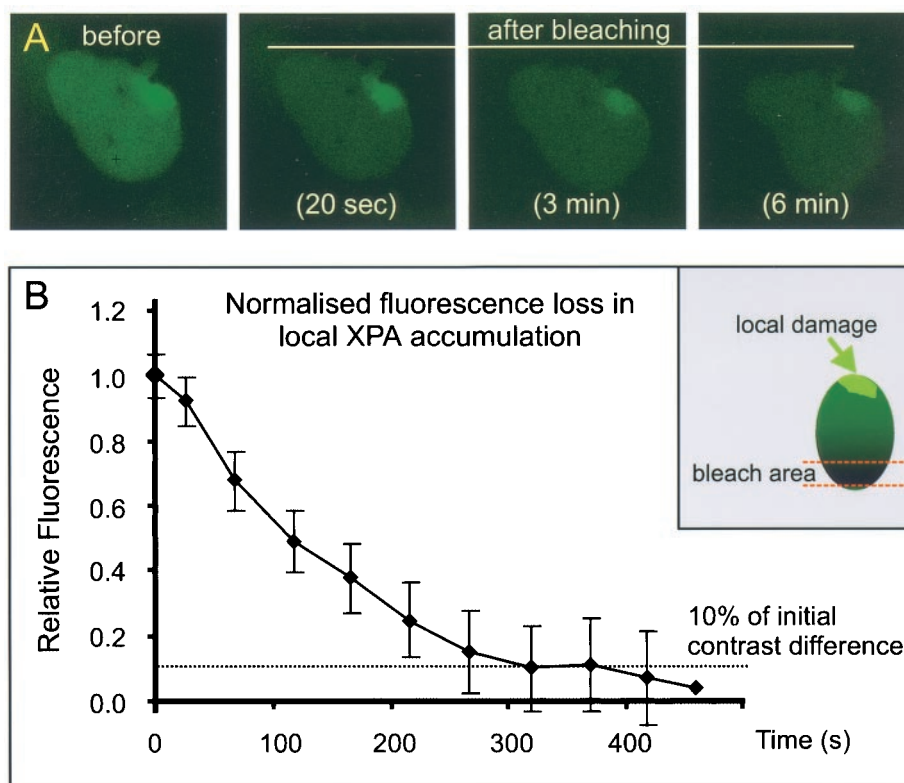 A
before
after bleaching
(20 sec)
(3 min)
(6 min)
B
Normalised fluorescence loss in
local XPA accumulation
Relative Fluorescence
1.2
1.0
0.8
0.6
0.4
0.2
0.0
0
100
200
300
400
Time (s)
10% of initial
contrast difference
local damage
bleach area